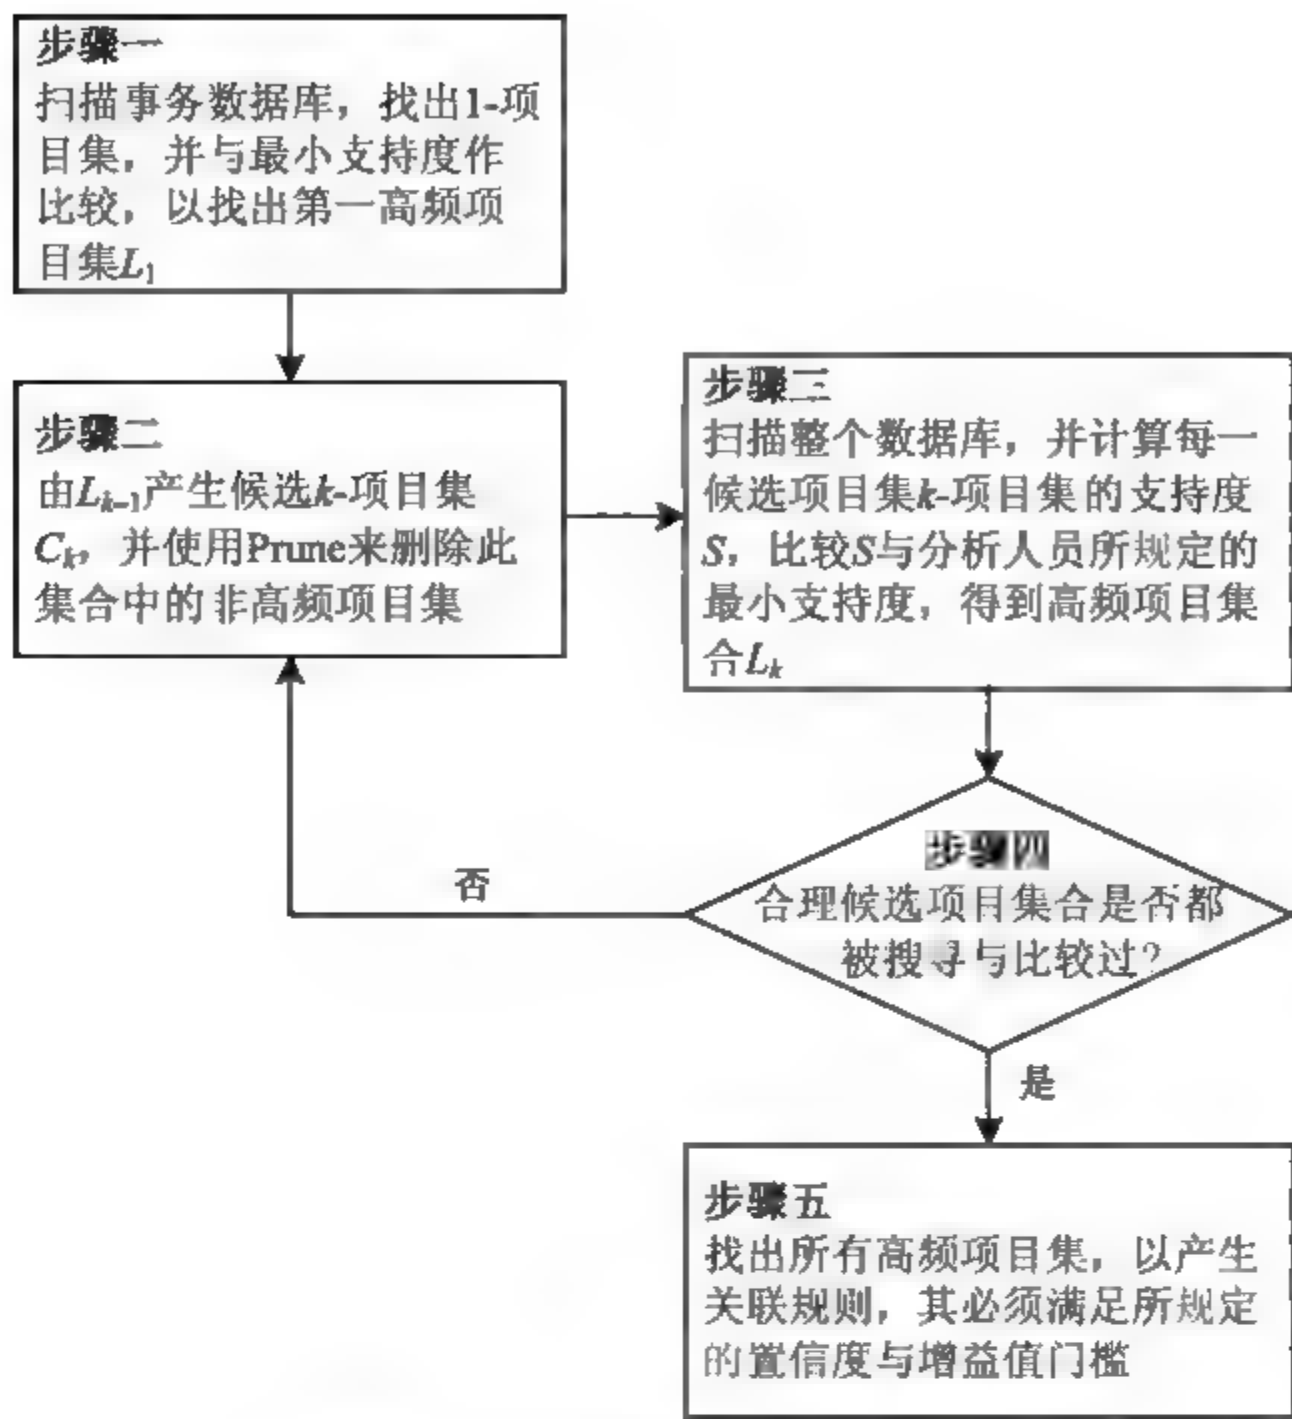 步骤一
扫描事务数据库，找出1-项
目集，并与最小支持度作
比较，以找出第一高频项
目集L₁
步骤二
由Lₖ₋₁产生候选k-项目集
Cₖ，并使用Prune来删除此
集合中的非高频项目集
步骤三
扫描整个数据库，并计算每一
候选项目集k-项目集的支持度
S，比较S与分析人员所规定的
最小支持度，得到高频项目集
合Lₖ
步骤四
合理候选项目集合是否都
被搜寻与比较过？
否
是
步骤五
找出所有高频项目集，以产生
关联规则，其必须满足所规定
的置信度与增益值门槛